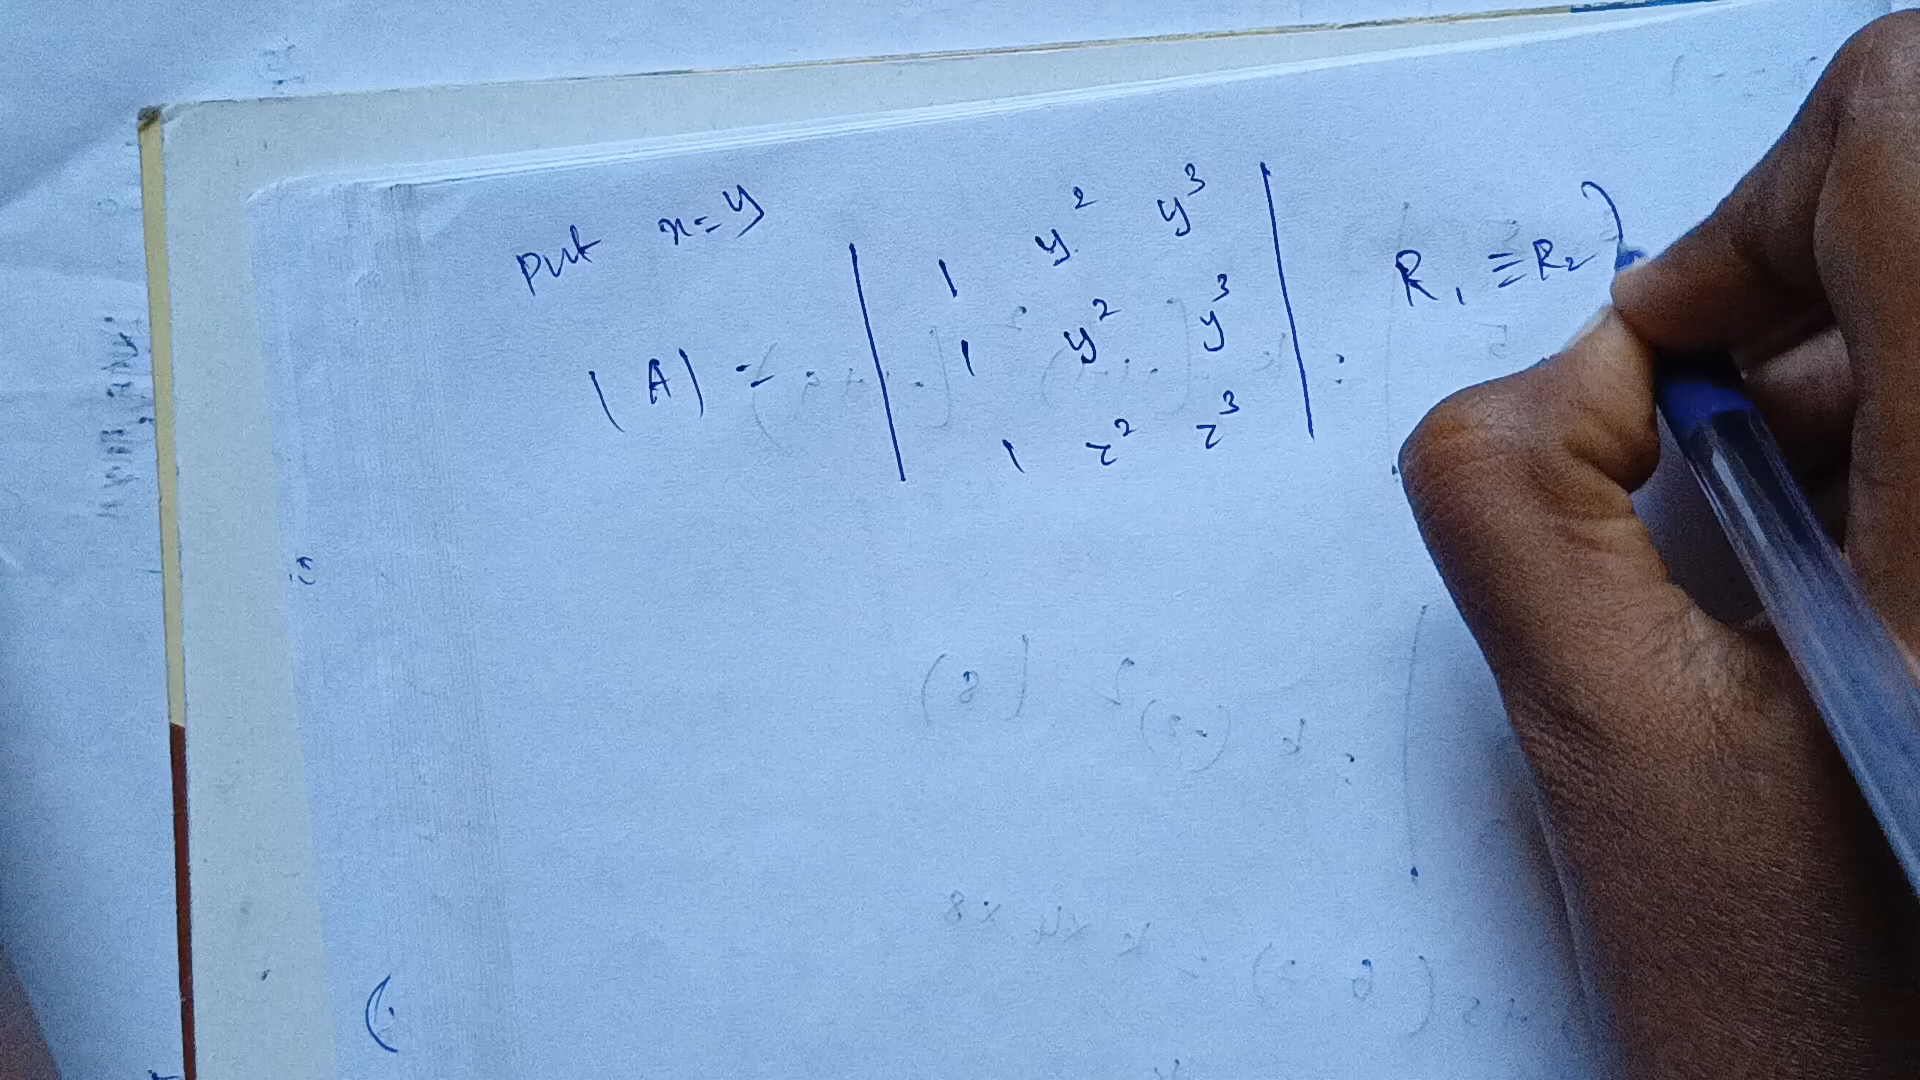 put x=y
|A| = | 1 y² y³ | R₁ ≡ R₂)
1 y² y³
1 z² z³